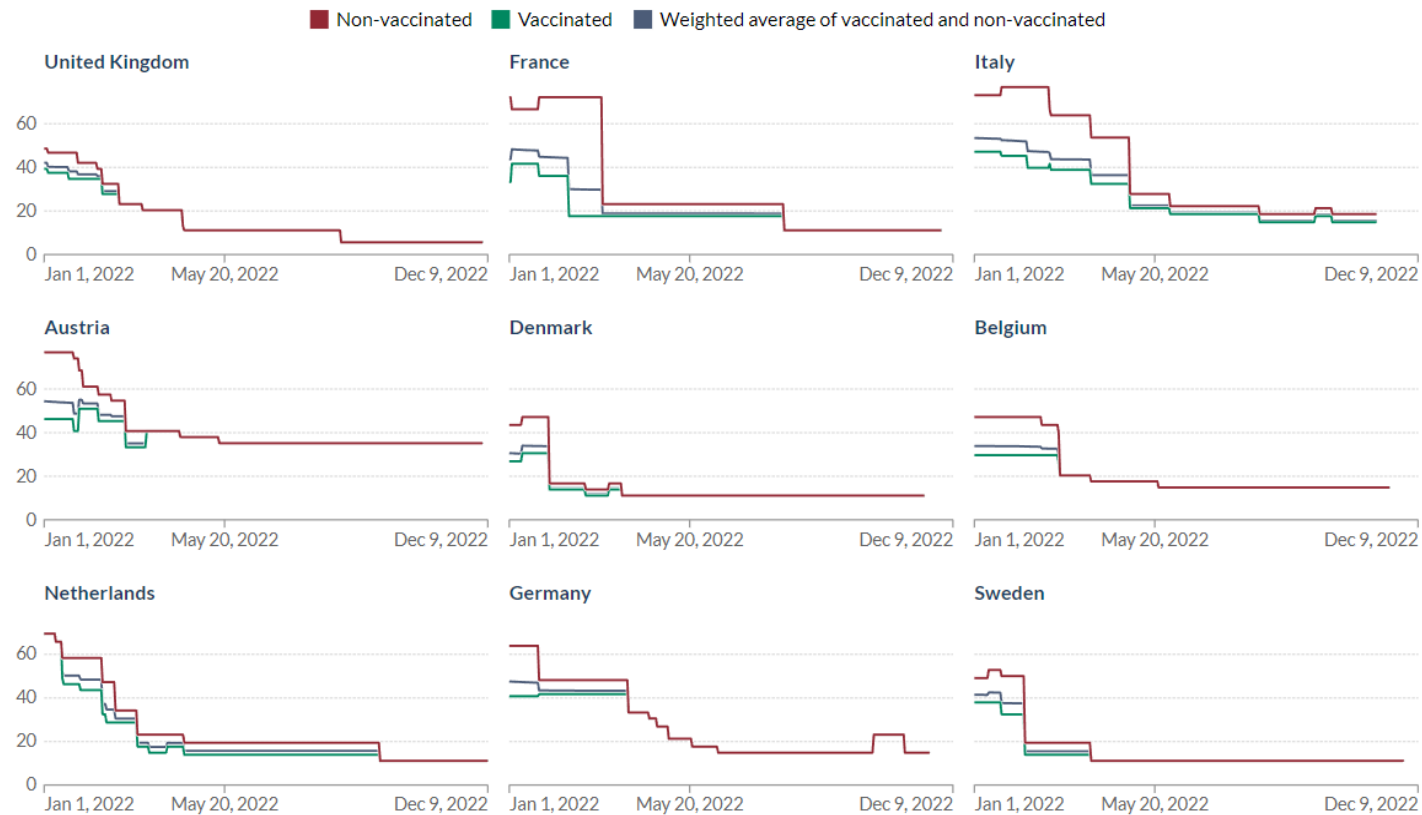 Non-vaccinated Vaccinated Weighted average of vaccinated and non-vaccinated
United Kingdom France Italy
60
40
20
0
Jan 1, 2022 May 20, 2022 Dec 9, 2022 Jan 1, 2022 May 20, 2022 Dec 9, 2022 Jan 1, 2022 May 20, 2022 Dec 9, 2022
Austria Denmark Belgium
60
40
20
0
Jan 1, 2022 May 20, 2022 Dec 9, 2022 Jan 1, 2022 May 20, 2022 Dec 9, 2022 Jan 1, 2022 May 20, 2022 Dec 9, 2022
Netherlands Germany Sweden
60
40
20
0
Jan 1, 2022 May 20, 2022 Dec 9, 2022 Jan 1, 2022 May 20, 2022 Dec 9, 2022 Jan 1, 2022 May 20, 2022 Dec 9, 2022